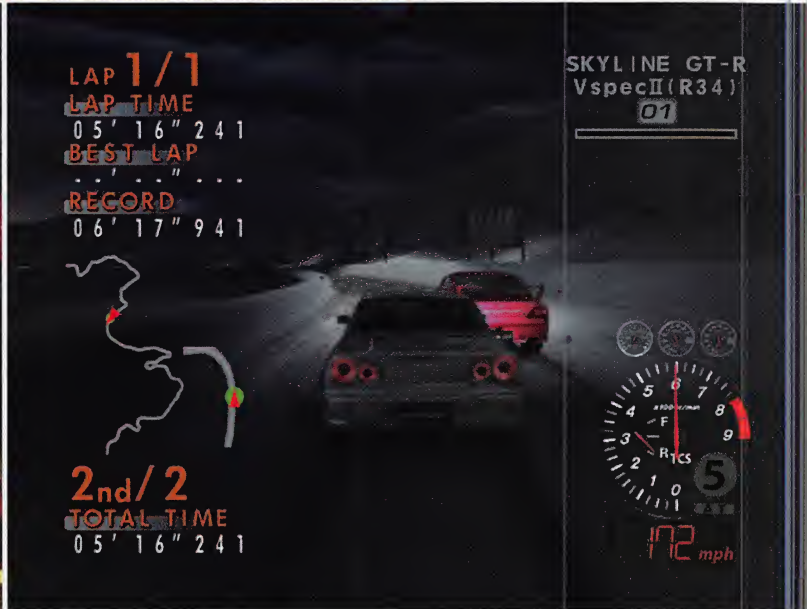 LAP 1/1
LAP TIME
05' 16" 241
BEST LAP
--' --" ---
RECORD
06' 17" 941
2nd/2
TOTAL TIME
05' 16" 241
SKYLINE GT-R
VspecⅡ(R34)
01
5 6 7
4 8
x100r/min
F
3 9
R TCS
2
1 0
5
172 mph